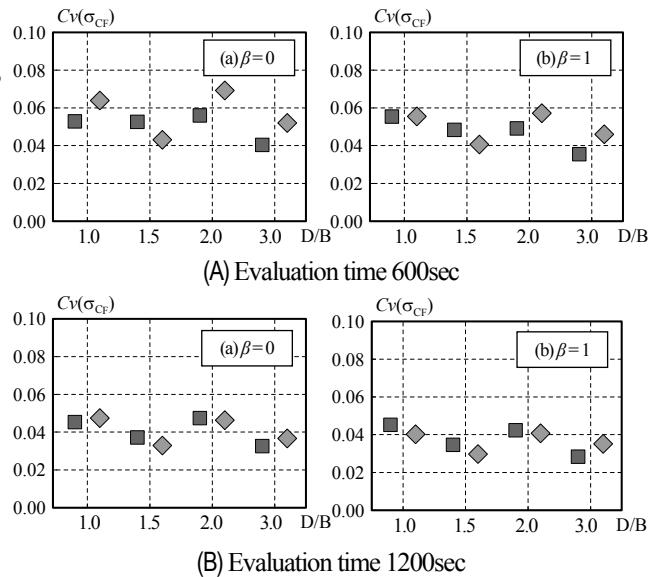 Cv(σCF) Cv(σCF)
0.10 (a) β=0 0.10 (b) β=1
0.08 0.08
0.06 0.06
0.04 0.04
0.02 0.02
0.00 0.00
1.0 1.5 2.0 3.0 D/B 1.0 1.5 2.0 3.0 D/B
(A) Evaluation time 600sec
Cv(σCF) Cv(σCF)
0.10 (a) β=0 0.10 (b) β=1
0.08 0.08
0.06 0.06
0.04 0.04
0.02 0.02
0.00 0.00
1.0 1.5 2.0 3.0 D/B 1.0 1.5 2.0 3.0 D/B
(B) Evaluation time 1200sec